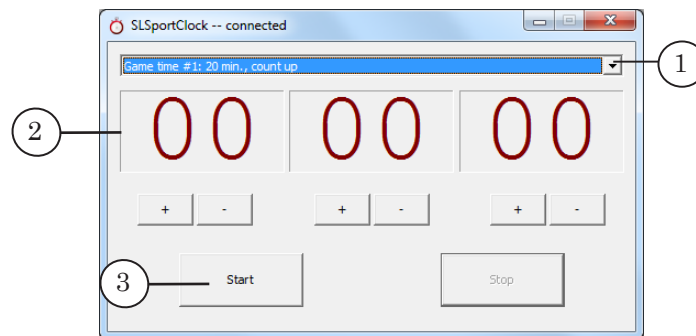 SLSportClock -- connected
Game time #1: 20 min., count up
1
2
00 00 00
+ - + - + -
3
Start Stop